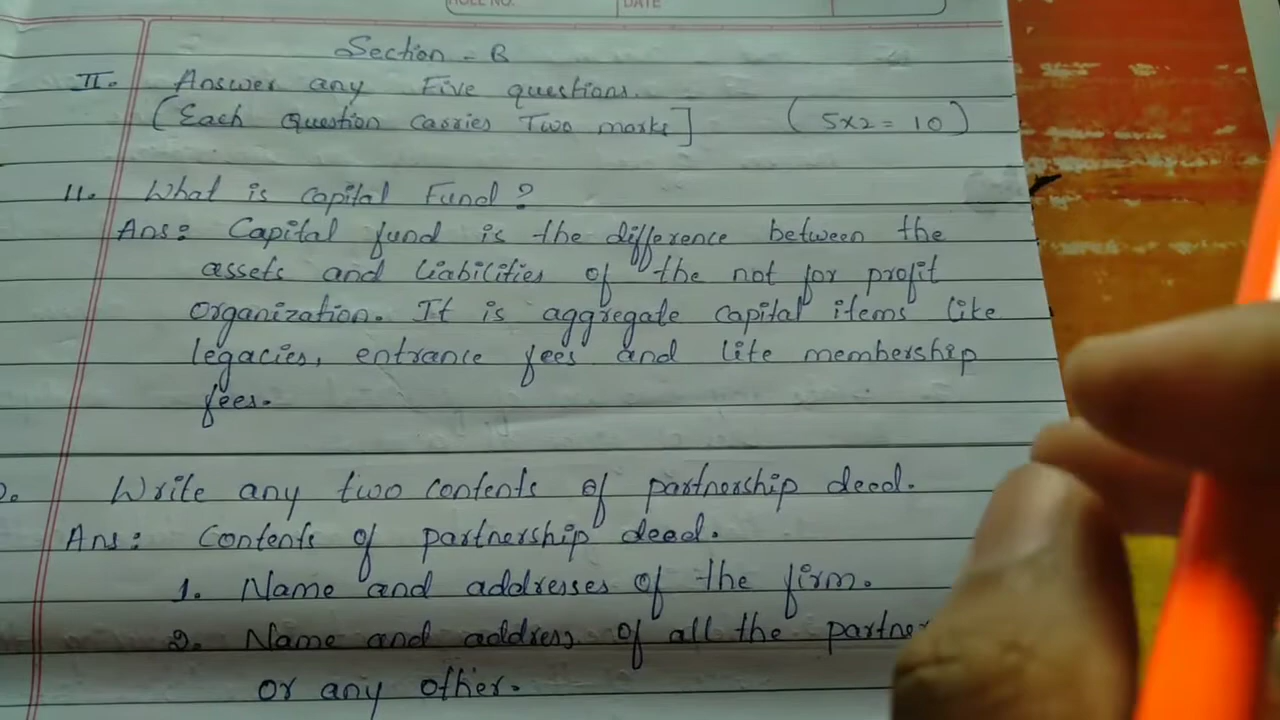 ROLL NO. DATE
Section - B
II. Answer any Five questions.
(Each Question Carries Two marks] (5x2=10)
11. What is capital Fund?
Ans: Capital fund is the difference between the
assets and liabilities of the not for profit
organization. It is aggregate capital items like
legacies, entrance fees and life membership
fees.
Write any two contents of partnership deed.
Ans: Contents of partnership deed.
1. Name and addresses of the firm.
2. Name and address of all the
or any other.